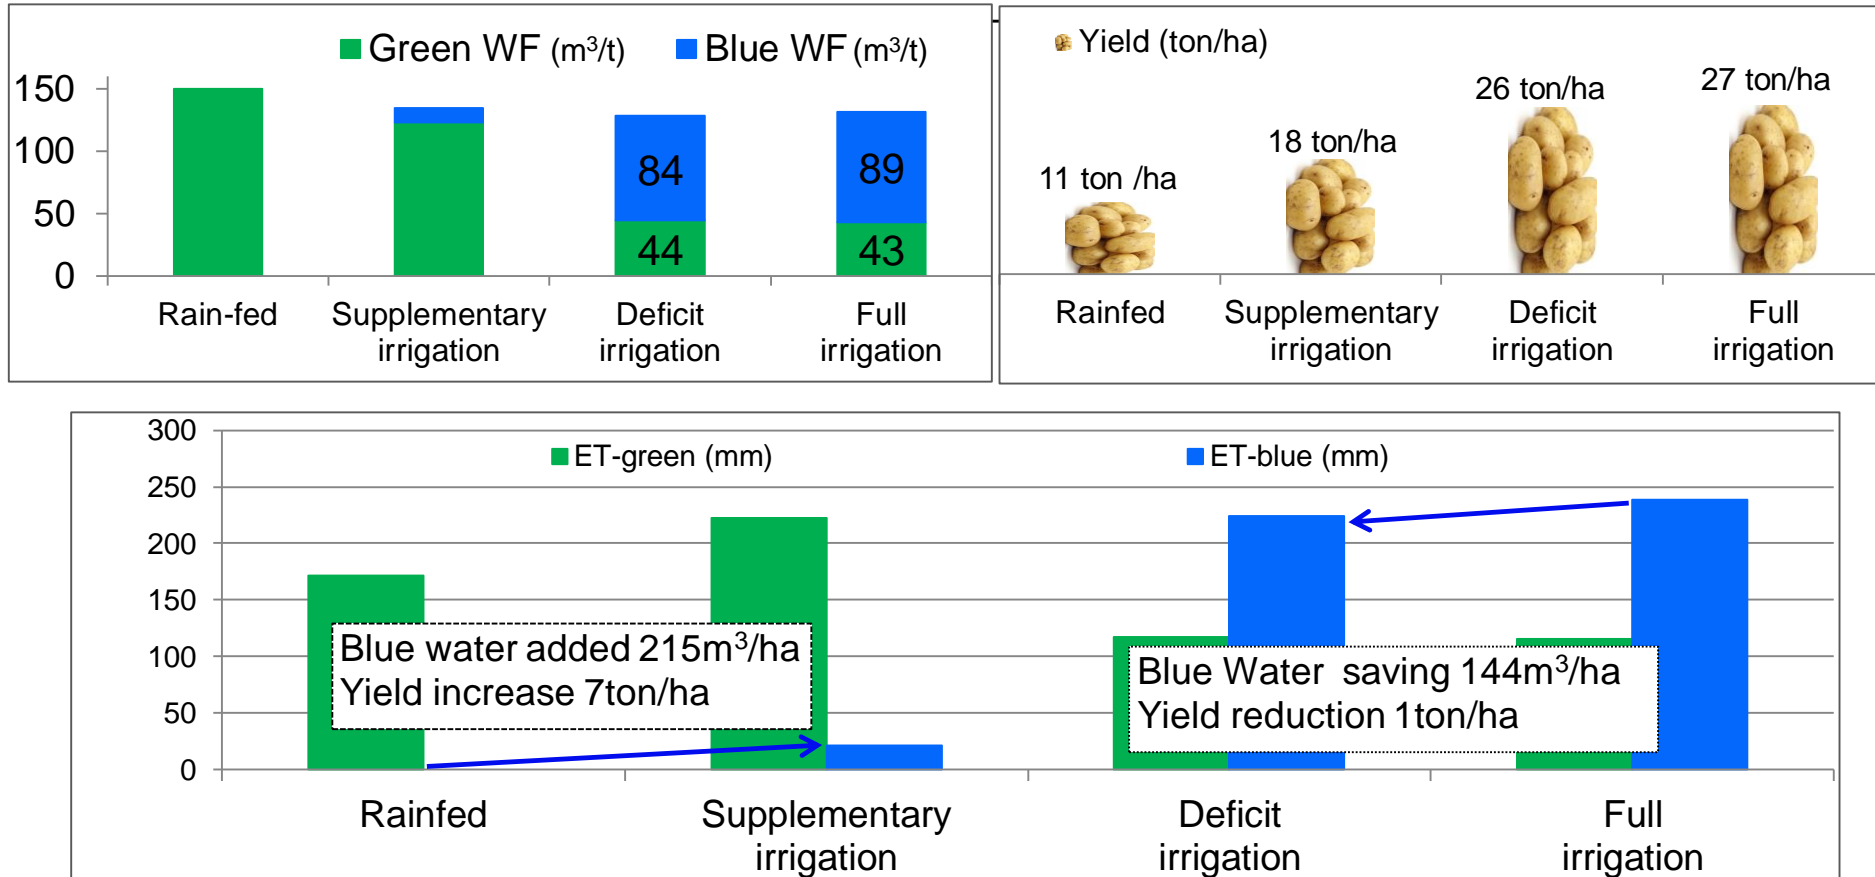 Green WF (m³/t)
Blue WF (m³/t)
150
100
50
0
84
89
44
43
Rain-fed
Supplementary
irrigation
Deficit
irrigation
Full
irrigation
Yield (ton/ha)
11 ton /ha
18 ton/ha
26 ton/ha
27 ton/ha
Rainfed
Supplementary
irrigation
Deficit
irrigation
Full
irrigation
300
250
200
150
100
50
0
ET-green (mm)
ET-blue (mm)
Blue water added 215m³/ha
Yield increase 7ton/ha
Blue Water saving 144m³/ha
Yield reduction 1ton/ha
Rainfed
Supplementary
irrigation
Deficit
irrigation
Full
irrigation